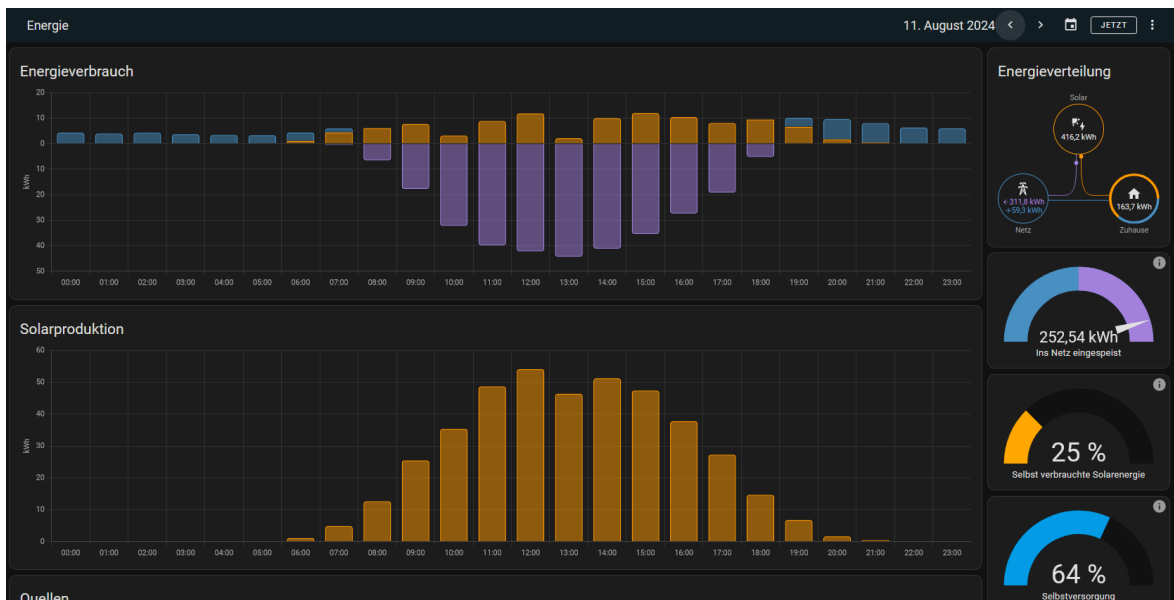 Energie
11. August 2024
JETZT
Energieverbrauch
20
10
0
10
20
30
40
50
kWh
00:00 01:00 02:00 03:00 04:00 05:00 06:00 07:00 08:00 09:00 10:00 11:00 12:00 13:00 14:00 15:00 16:00 17:00 18:00 19:00 20:00 21:00 22:00 23:00
Energieverteilung
Solar
416,2 kWh
←311,8 kWh
→59,3 kWh
Netz
163,7 kWh
Zuhause
252,54 kWh
Ins Netz eingespeist
Solarproduktion
60
50
40
30
20
10
0
kWh
00:00 01:00 02:00 03:00 04:00 05:00 06:00 07:00 08:00 09:00 10:00 11:00 12:00 13:00 14:00 15:00 16:00 17:00 18:00 19:00 20:00 21:00 22:00 23:00
25 %
Selbst verbrauchte Solarenergie
64 %
Selbstversorgung
Quellen